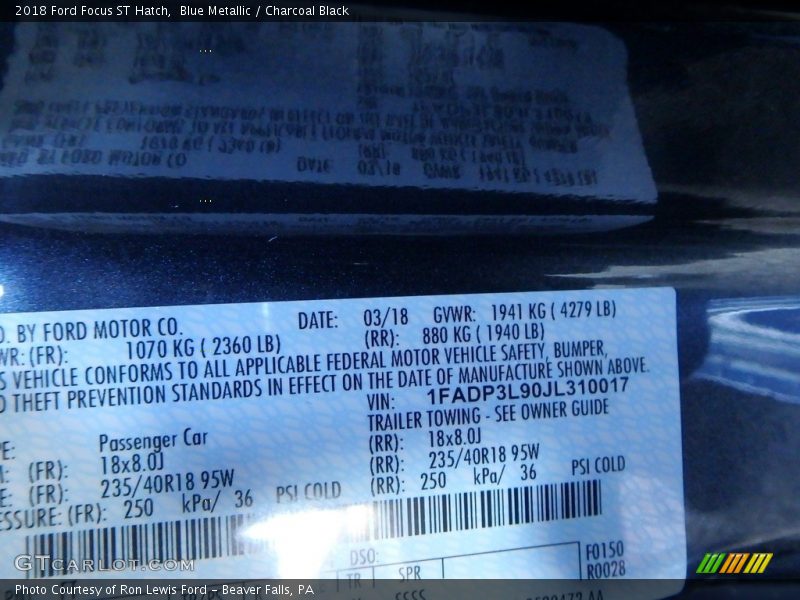 2018 Ford Focus ST Hatch, Blue Metallic / Charcoal Black
. BY FORD MOTOR CO. DATE: 03/18 GVWR: 1941 KG ( 4279 LB)
WR: (FR): 1070 KG ( 2360 LB) (RR): 880 KG ( 1940 LB)
S VEHICLE CONFORMS TO ALL APPLICABLE FEDERAL MOTOR VEHICLE SAFETY, BUMPER,
D THEFT PREVENTION STANDARDS IN EFFECT ON THE DATE OF MANUFACTURE SHOWN ABOVE.
VIN: 1FADP3L90JL310017
TRAILER TOWING - SEE OWNER GUIDE
PE: Passenger Car
(FR): 18x8.0J (RR): 18x8.0J
E: (FR): 235/40R18 95W (RR): 235/40R18 95W
ESSURE: (FR): 250 kPa/ 36 PSI COLD (RR): 250 kPa/ 36 PSI COLD
DSO: F0150
TR SPR R0028
GTCARLOT.COM
Photo Courtesy of Ron Lewis Ford – Beaver Falls, PA